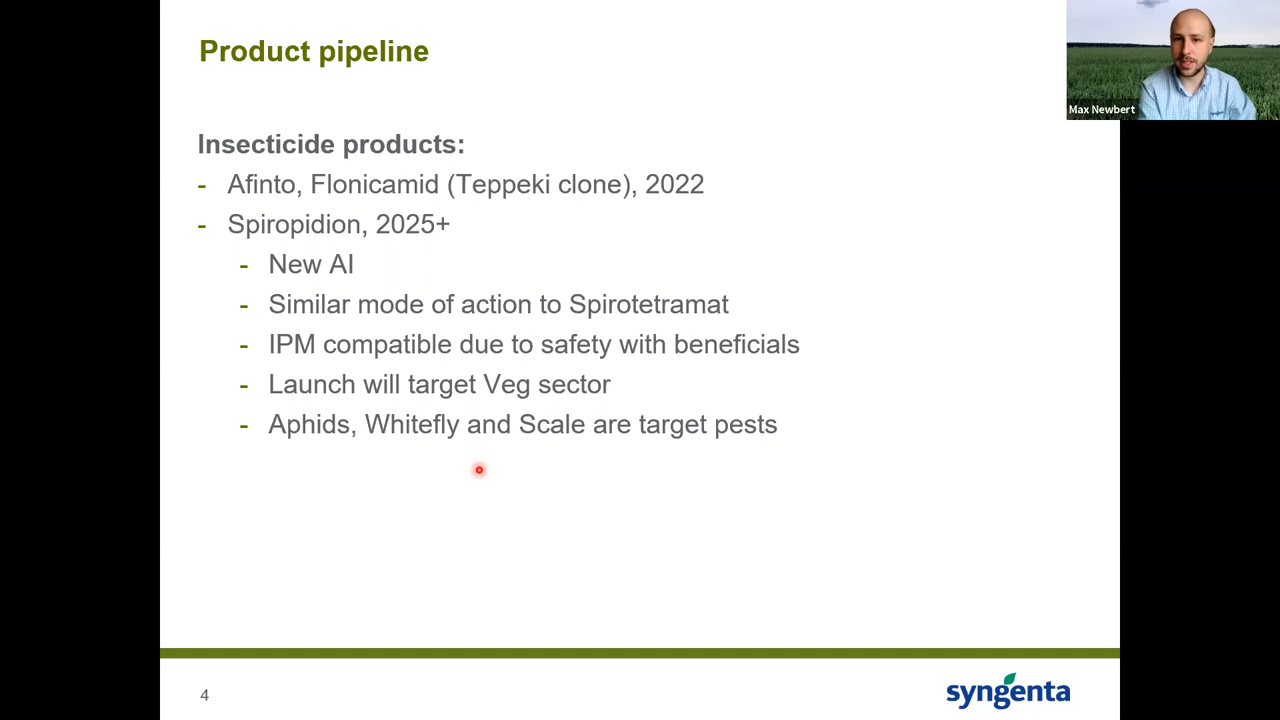 Product pipeline
Max Newbert
Insecticide products:
- Afinto, Flonicamid (Teppeki clone), 2022
- Spiropidion, 2025+
- New AI
- Similar mode of action to Spirotetramat
- IPM compatible due to safety with beneficials
- Launch will target Veg sector
- Aphids, Whitefly and Scale are target pests
4
syngenta